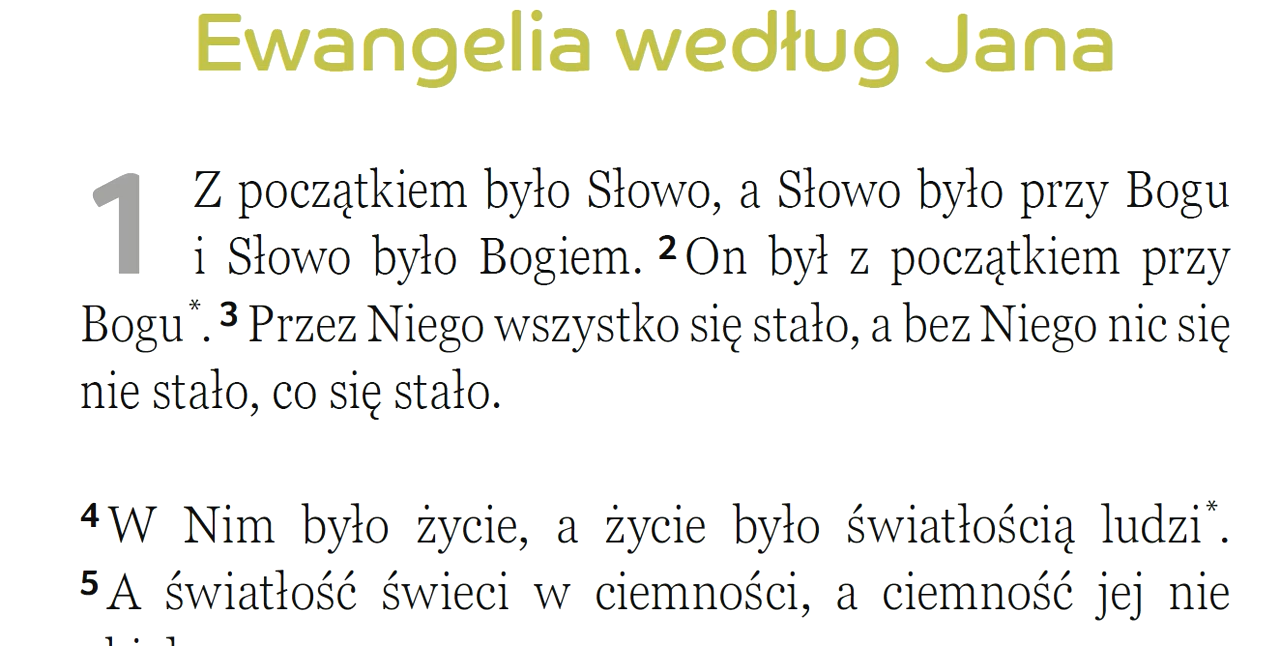 Ewangelia według Jana
1 Z początkiem było Słowo, a Słowo było przy Bogu
i Słowo było Bogiem. 2 On był z początkiem przy
Bogu*. 3 Przez Niego wszystko się stało, a bez Niego nic się
nie stało, co się stało.
4 W Nim było życie, a życie było światłością ludzi*.
5 A światłość świeci w ciemności, a ciemność jej nie